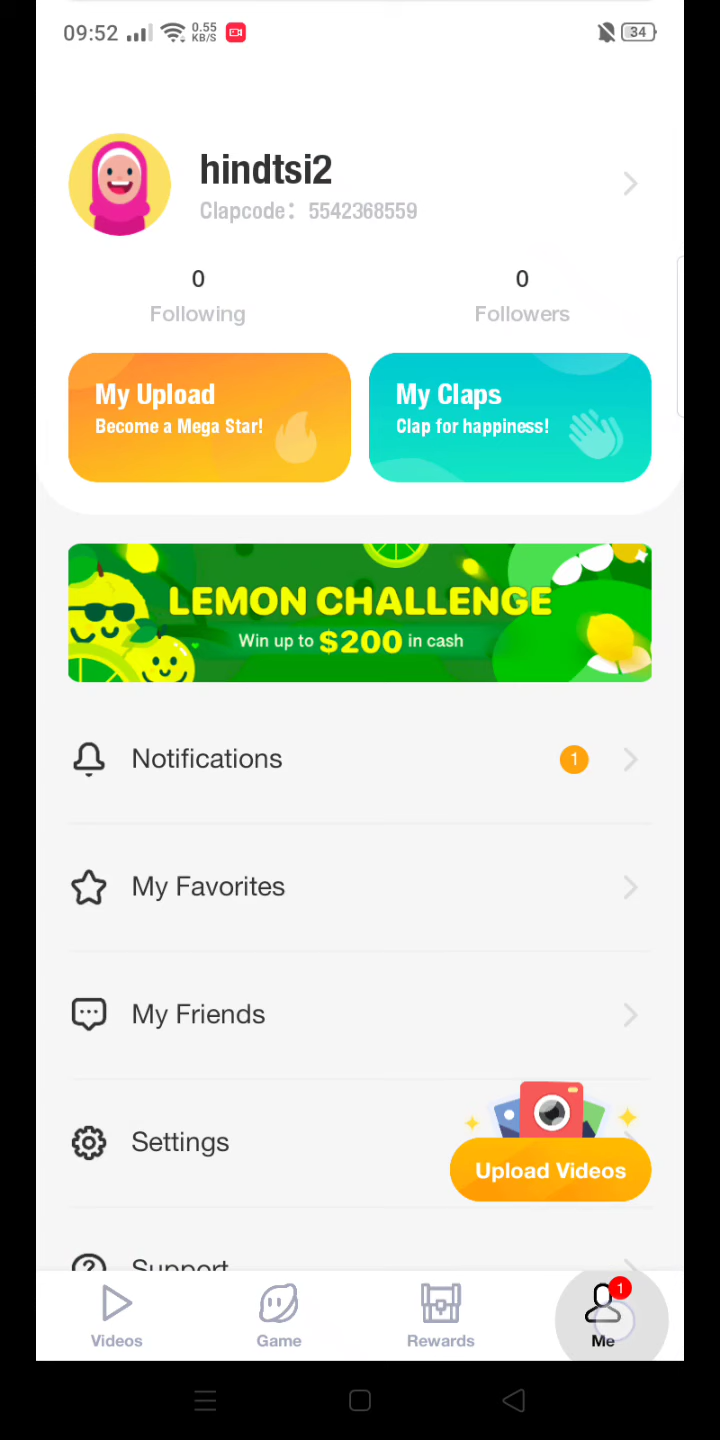 09:52 0.55 KB/S 34
hindtsi2
Clapcode: 5542368559
0 0
Following Followers
My Upload
Become a Mega Star!
My Claps
Clap for happiness!
LEMON CHALLENGE
Win up to $200 in cash
Notifications 1
My Favorites
My Friends
Settings
Upload Videos
Support
1
Videos Game Rewards Me